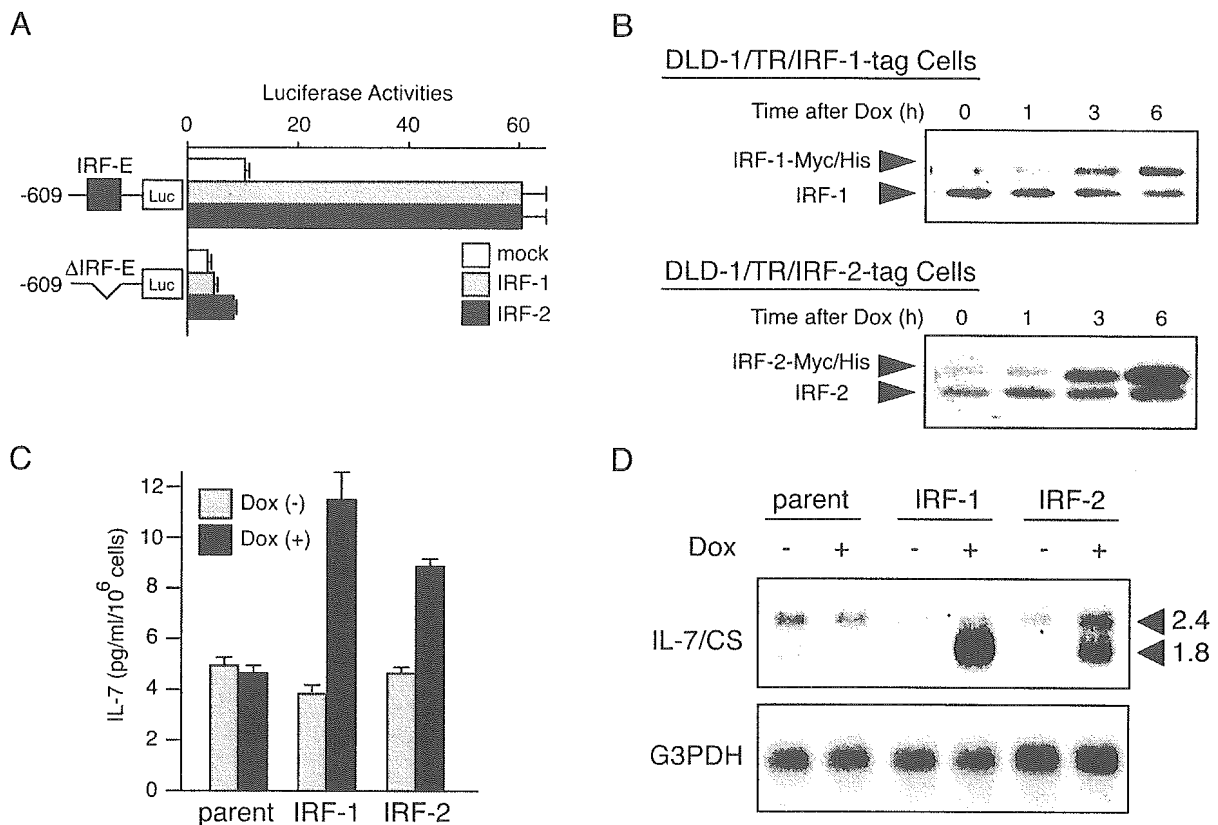 A
Luciferase Activities
0 20 40 60
IRF-E
-609
Luc
ΔIRF-E
-609
Luc
mock
IRF-1
IRF-2
B
DLD-1/TR/IRF-1-tag Cells
Time after Dox (h) 0 1 3 6
IRF-1-Myc/His
IRF-1
DLD-1/TR/IRF-2-tag Cells
Time after Dox (h) 0 1 3 6
IRF-2-Myc/His
IRF-2
C
IL-7 (pg/ml/10⁶ cells)
12
10
8
6
4
2
0
Dox (-)
Dox (+)
parent IRF-1 IRF-2
D
parent IRF-1 IRF-2
Dox - + - + - +
IL-7/CS
2.4
1.8
G3PDH